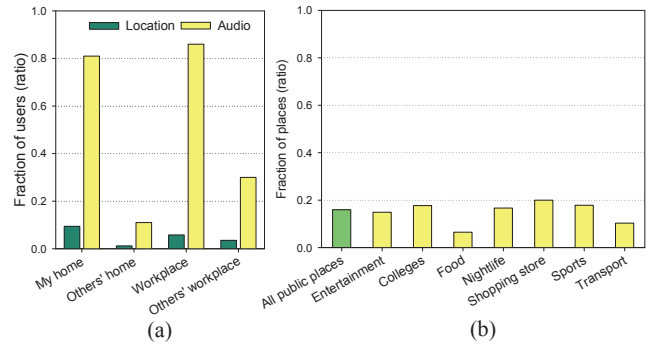 Location Audio
Fraction of users (ratio)
1.0
0.8
0.6
0.4
0.2
0.0
My home
Others' home
Workplace
Others' workplace
(a)
Fraction of places (ratio)
1.0
0.8
0.6
0.4
0.2
0.0
All public places
Entertainment
Colleges
Food
Nightlife
Shopping store
Sports
Transport
(b)